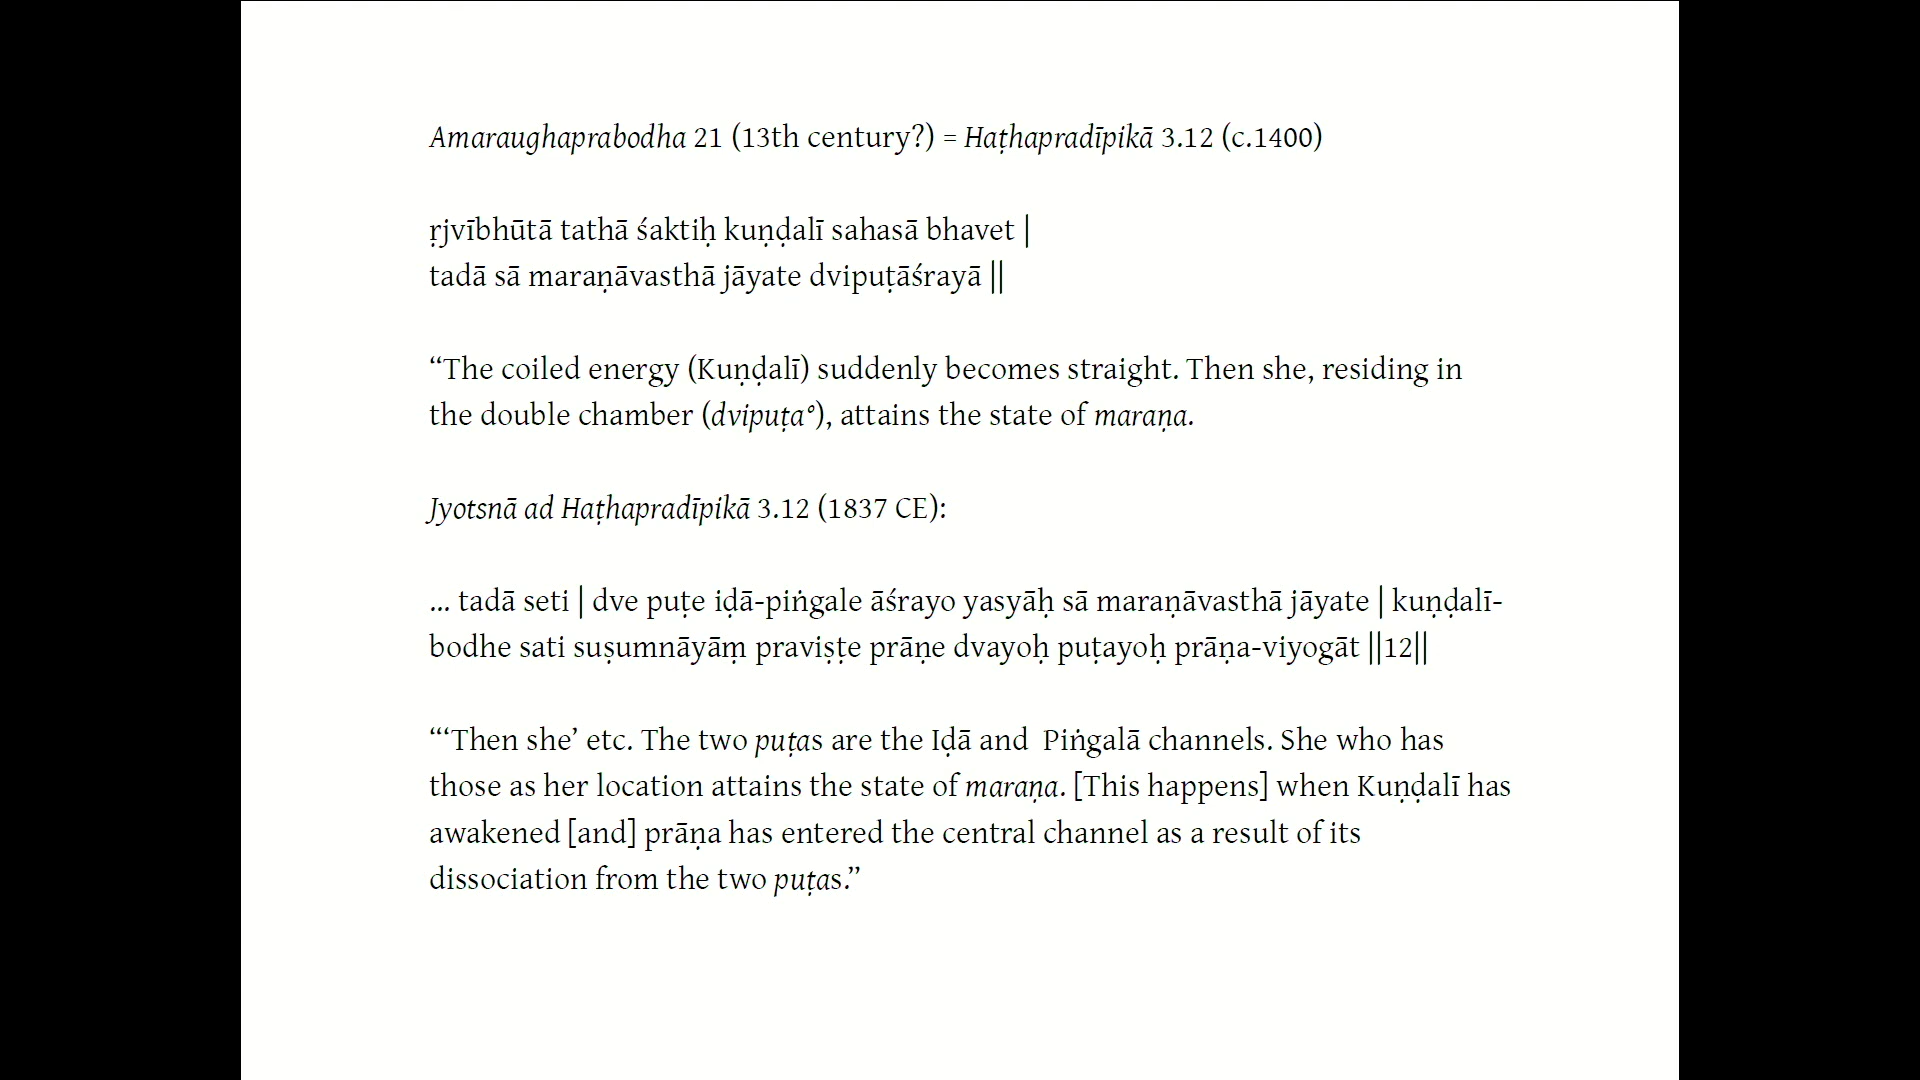 Amaraughaprabodha 21 (13th century?) = Haṭhapradīpikā 3.12 (c.1400)
ṛjvībhūtā tathā śaktiḥ kuṇḍalī sahasā bhavet |
tadā sā maraṇāvasthā jāyate dvipuṭāśrayā ||
“The coiled energy (Kuṇḍalī) suddenly becomes straight. Then she, residing in
the double chamber (dvipuṭa°), attains the state of maraṇa.
Jyotsnā ad Haṭhapradīpikā 3.12 (1837 CE):
... tadā seti | dve puṭe iḍā-piṅgale āśrayo yasyāḥ sā maraṇāvasthā jāyate | kuṇḍalī-
bodhe sati suṣumnāyāṃ praviṣṭe prāṇe dvayoḥ puṭayoḥ prāṇa-viyogāt ||12||
“‘Then she’ etc. The two puṭas are the Iḍā and Piṅgalā channels. She who has
those as her location attains the state of maraṇa. [This happens] when Kuṇḍalī has
awakened [and] prāṇa has entered the central channel as a result of its
dissociation from the two puṭas.”